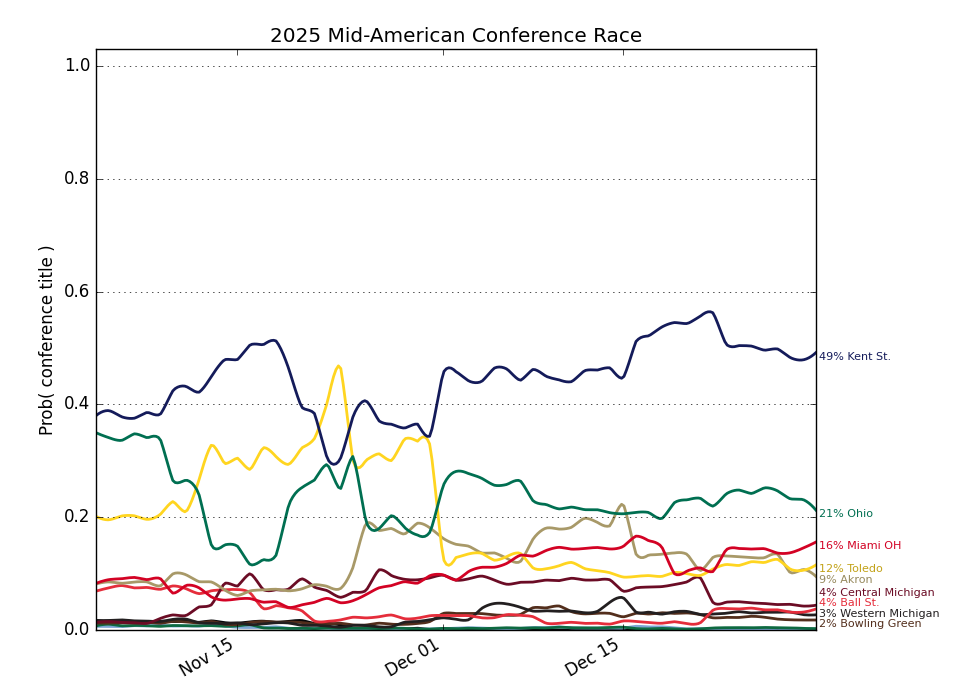 2025 Mid-American Conference Race
Prob( conference title )
1.0
0.8
0.6
0.4
0.2
0.0
Nov 15
Dec 01
Dec 15
49% Kent St.
21% Ohio
16% Miami OH
12% Toledo
9% Akron
4% Central Michigan
4% Ball St.
3% Western Michigan
2% Bowling Green